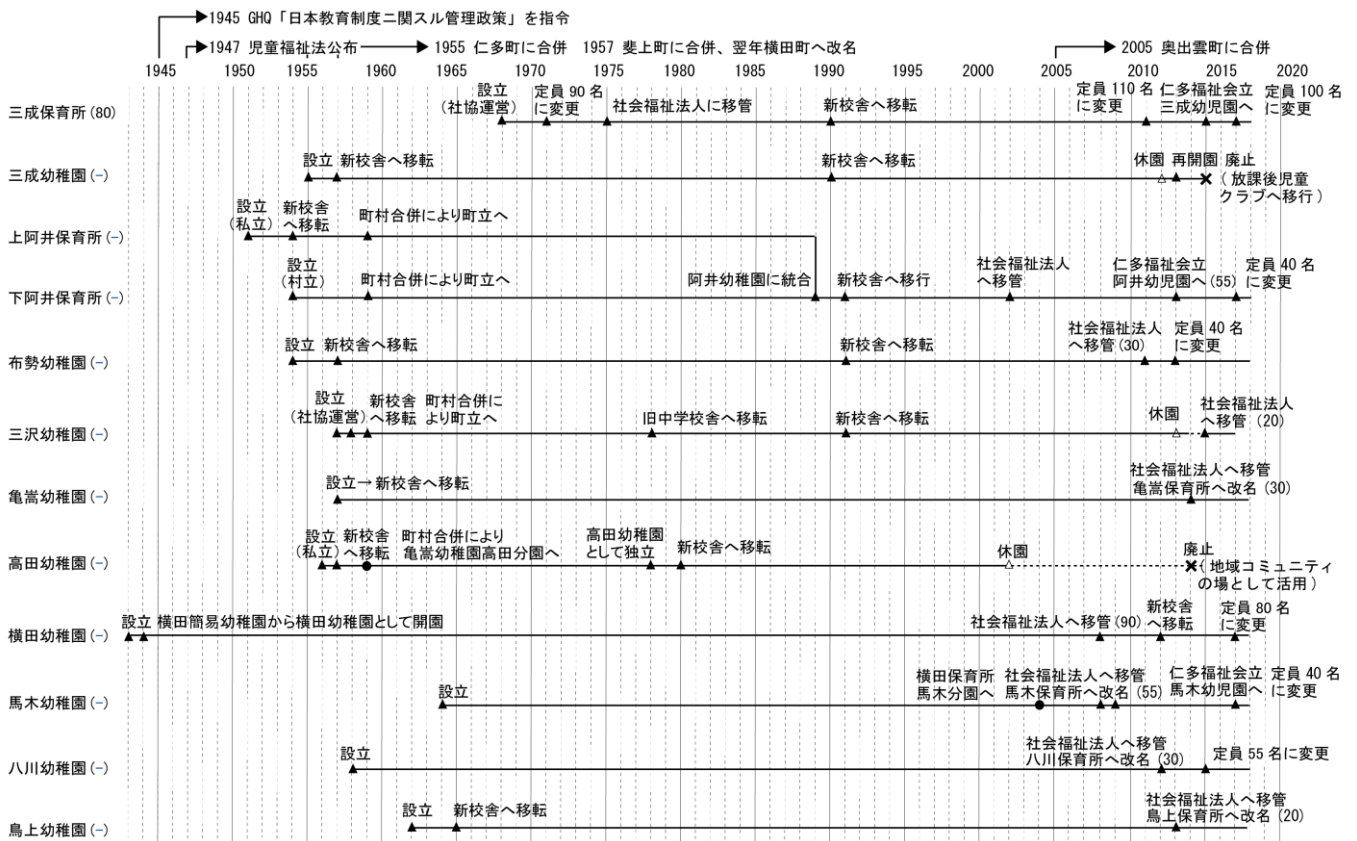 1945 GHQ「日本教育制度ニ関スル管理政策」を指令
1947 児童福祉法公布 1955 仁多町に合併 1957 斐上町に合併、翌年横田町へ改名 2005 奥出雲町に合併
1945 1950 1955 1960 1965 1970 1975 1980 1985 1990 1995 2000 2005 2010 2015 2020
三成保育所(80)
設立
(社協運営)
定員 90 名
に変更
社会福祉法人に移管
新校舎へ移転
定員 110 名
に変更
仁多福祉会立
三成幼児園へ
定員 100 名
に変更
三成幼稚園(-)
設立
新校舎へ移転
新校舎へ移転
休園
再開園
廃止
(放課後児童
クラブへ移行)
上阿井保育所(-)
設立
(私立)
新校舎
へ移転
町村合併により町立へ
下阿井保育所(-)
設立
(村立)
町村合併により町立へ
阿井幼稚園に統合
新校舎へ移行
社会福祉法人
へ移管
仁多福祉会立
阿井幼児園へ(55)
定員 40 名
に変更
布勢幼稚園(-)
設立
新校舎へ移転
新校舎へ移転
社会福祉法人
へ移管(30)
定員 40 名
に変更
三沢幼稚園(-)
設立
(社協運営)
新校舎
へ移転
町村合併に
より町立へ
旧中学校舎へ移転
新校舎へ移転
休園
社会福祉法人
へ移管(20)
亀嵩幼稚園(-)
設立→新校舎へ移転
社会福祉法人へ移管
亀嵩保育所へ改名(30)
高田幼稚園(-)
設立
(私立)
新校舎
へ移転
町村合併により
亀嵩幼稚園高田分園へ
高田幼稚園
として独立
新校舎へ移転
休園
廃止
(地域コミュニティ
の場として活用)
横田幼稚園(-)
設立
横田簡易幼稚園から横田幼稚園として開園
社会福祉法人へ移管(90)
新校舎
へ移転
定員 80 名
に変更
馬木幼稚園(-)
設立
横田保育所
馬木分園へ
社会福祉法人へ移管
馬木保育所へ改名(55)
仁多福祉会立
馬木幼児園へ
定員 40 名
に変更
八川幼稚園(-)
設立
社会福祉法人へ移管
八川保育所へ改名(30)
定員 55 名に変更
鳥上幼稚園(-)
設立
新校舎へ移転
社会福祉法人へ移管
鳥上保育所へ改名(20)